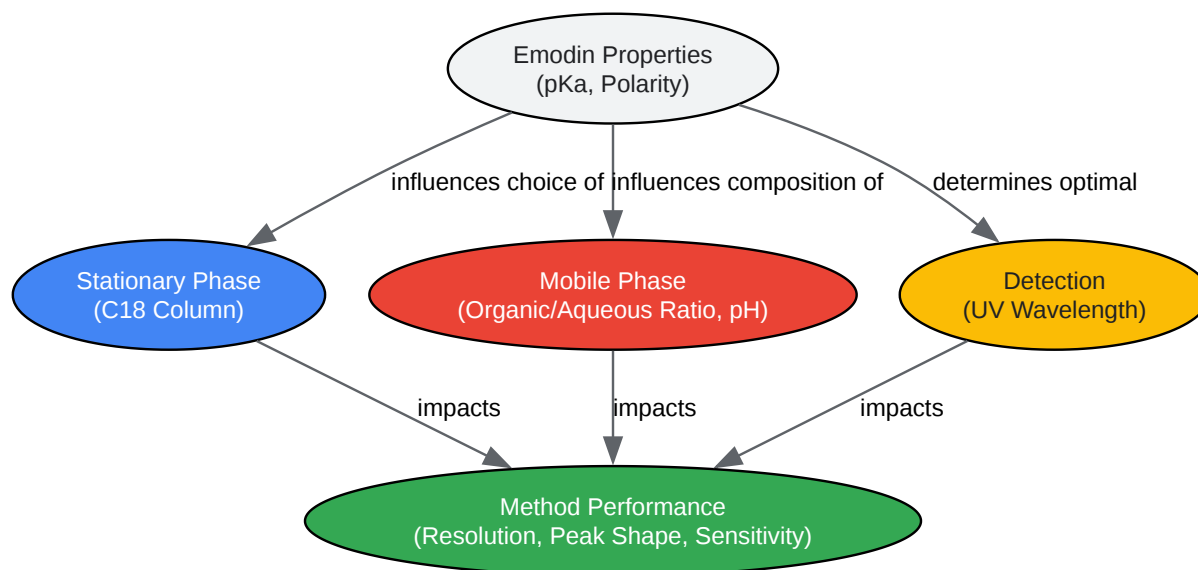 Emodin Properties
(pKa, Polarity)
influences choice of
influences composition of
determines optimal
Stationary Phase
(C18 Column)
Mobile Phase
(Organic/Aqueous Ratio, pH)
Detection
(UV Wavelength)
impacts
impacts
impacts
Method Performance
(Resolution, Peak Shape, Sensitivity)